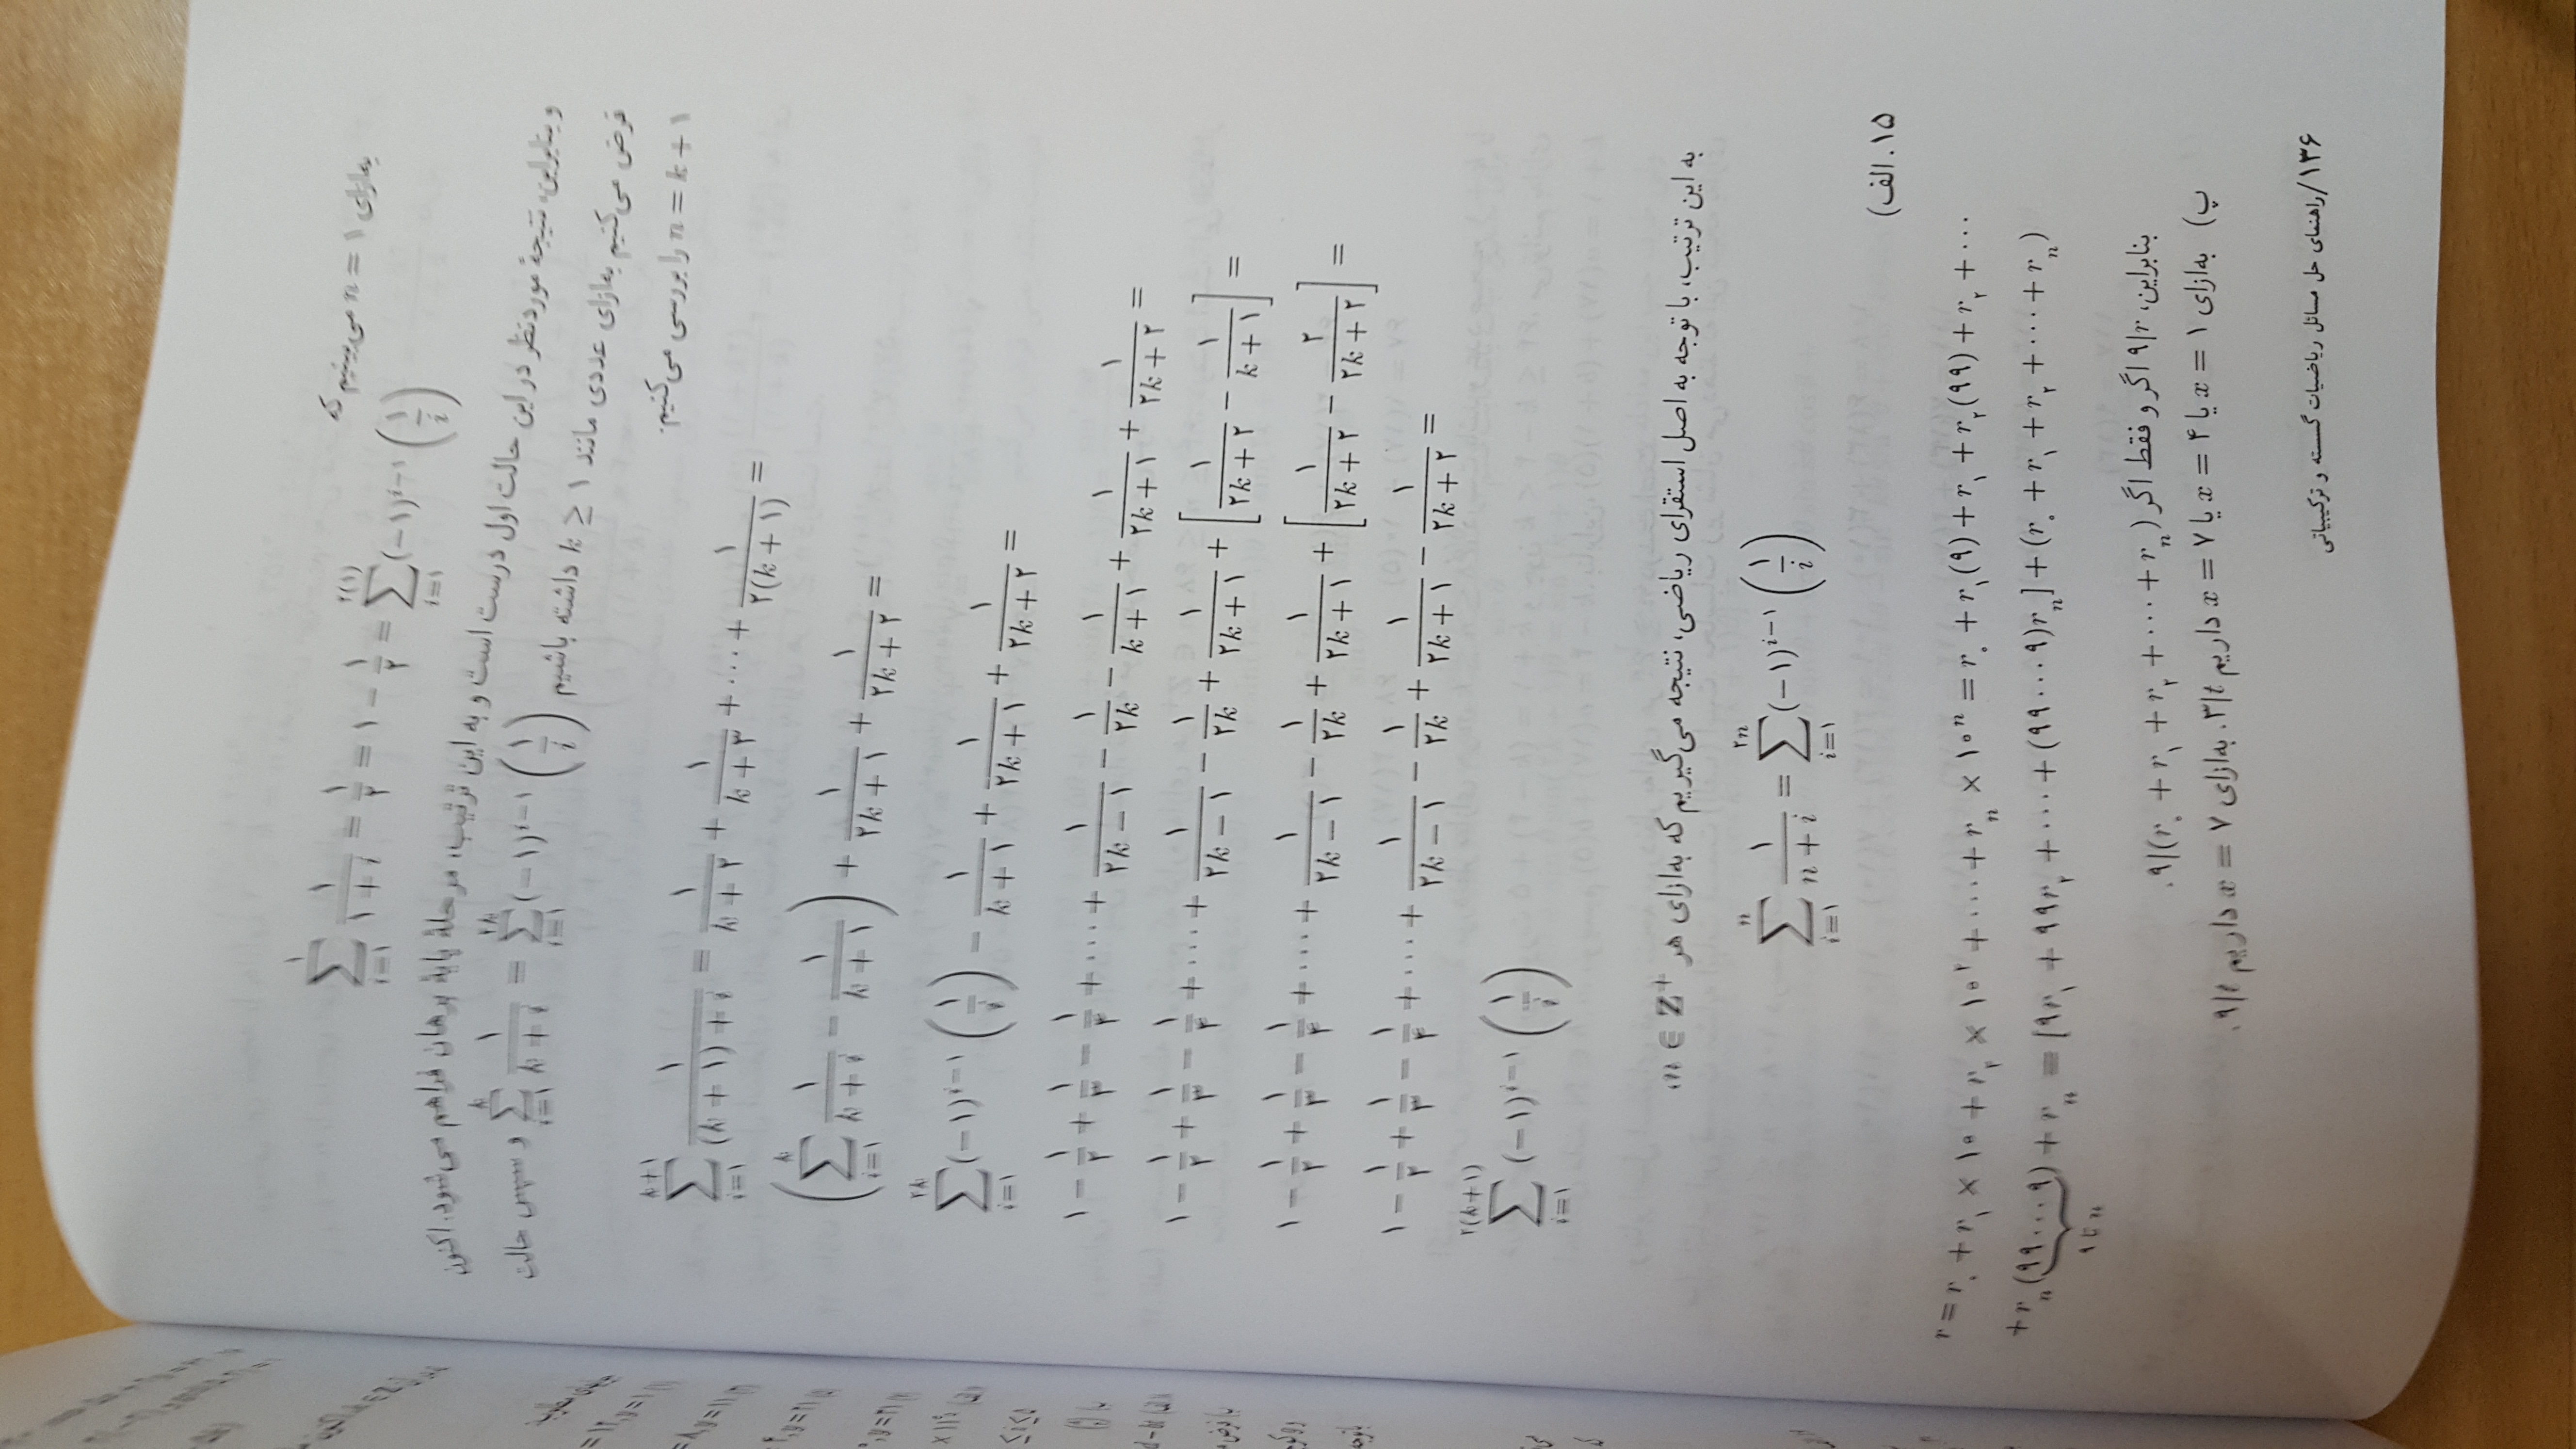 به‌ازای n = ۱ می‌بینیم که
\sum_{i=۱}^{۱} \frac{۱}{۱ + i} = \frac{۱}{۲} = ۱ - \frac{۱}{۲} = \sum_{i=۱}^{۲(۱)} (-۱)^{i-۱} \left(\frac{۱}{i}\right)
و بنابراین، نتیجهٔ موردنظر در این حالت اول درست است و به این ترتیب، مرحلهٔ پایهٔ برهان فراهم می‌شود. اکنون
فرض می‌کنیم به‌ازای عددی مانند k ≥ ۱ داشته باشیم \sum_{i=۱}^{k} \frac{۱}{k + i} = \sum_{i=۱}^{۲k} (-۱)^{i-۱} \left(\frac{۱}{i}\right) و سپس حالت
n = k + ۱ را بررسی می‌کنیم.
\sum_{i=۱}^{k+۱} \frac{۱}{(k + ۱) + i} = \frac{۱}{k + ۲} + \frac{۱}{k + ۳} + \cdots + \frac{۱}{۲(k + ۱)} =
\left(\sum_{i=۱}^{k} \frac{۱}{k + i} - \frac{۱}{k + ۱}\right) + \frac{۱}{۲k + ۱} + \frac{۱}{۲k + ۲} =
\sum_{i=۱}^{۲k} (-۱)^{i-۱} \left(\frac{۱}{i}\right) - \frac{۱}{k + ۱} + \frac{۱}{۲k + ۱} + \frac{۱}{۲k + ۲} =
۱ - \frac{۱}{۲} + \frac{۱}{۳} - \frac{۱}{۴} + \cdots + \frac{۱}{۲k - ۱} - \frac{۱}{۲k} - \frac{۱}{k + ۱} + \frac{۱}{۲k + ۱} + \frac{۱}{۲k + ۲} =
۱ - \frac{۱}{۲} + \frac{۱}{۳} - \frac{۱}{۴} + \cdots + \frac{۱}{۲k - ۱} - \frac{۱}{۲k} + \frac{۱}{۲k + ۱} + \left[\frac{۱}{۲k + ۲} - \frac{۱}{k + ۱}\right] =
۱ - \frac{۱}{۲} + \frac{۱}{۳} - \frac{۱}{۴} + \cdots + \frac{۱}{۲k - ۱} - \frac{۱}{۲k} + \frac{۱}{۲k + ۱} + \left[\frac{۱}{۲k + ۲} - \frac{۲}{۲k + ۲}\right] =
۱ - \frac{۱}{۲} + \frac{۱}{۳} - \frac{۱}{۴} + \cdots + \frac{۱}{۲k - ۱} - \frac{۱}{۲k} + \frac{۱}{۲k + ۱} - \frac{۱}{۲k + ۲} =
\sum_{i=۱}^{۲(k+۱)} (-۱)^{i-۱} \left(\frac{۱}{i}\right)
به این ترتیب، با توجه به اصل استقرای ریاضی، نتیجه می‌گیریم که به‌ازای هر n ∈ Z⁺،
\sum_{i=۱}^{n} \frac{۱}{n + i} = \sum_{i=۱}^{۲n} (-۱)^{i-۱} \left(\frac{۱}{i}\right)
۱۵. الف)
r = r_۰ + r_۱ × ۱۰ + r_۲ × ۱۰^۲ + \cdots + r_n × ۱۰^n = r_۰ + r_۱(۹) + r_۱ + r_۲(۹۹) + r_۲ + \cdots
+ r_n(\underbrace{۹۹ \cdots ۹}_{n تا ۹}) + r_n = [۹r_۱ + ۹۹r_۲ + \cdots + (۹۹ \cdots ۹)r_n] + (r_۰ + r_۱ + r_۲ + \cdots + r_n)
بنابراین، ۹|r اگر و فقط اگر ۹|(r_۰ + r_۱ + r_۲ + \cdots + r_n).
پ) به‌ازای x = ۱ یا x = ۴ یا x = ۷ داریم ۳|t. به‌ازای x = ۷ داریم ۹|t.
۱۳۶/راهنمای حل مسائل ریاضیات گسسته و ترکیبیاتی